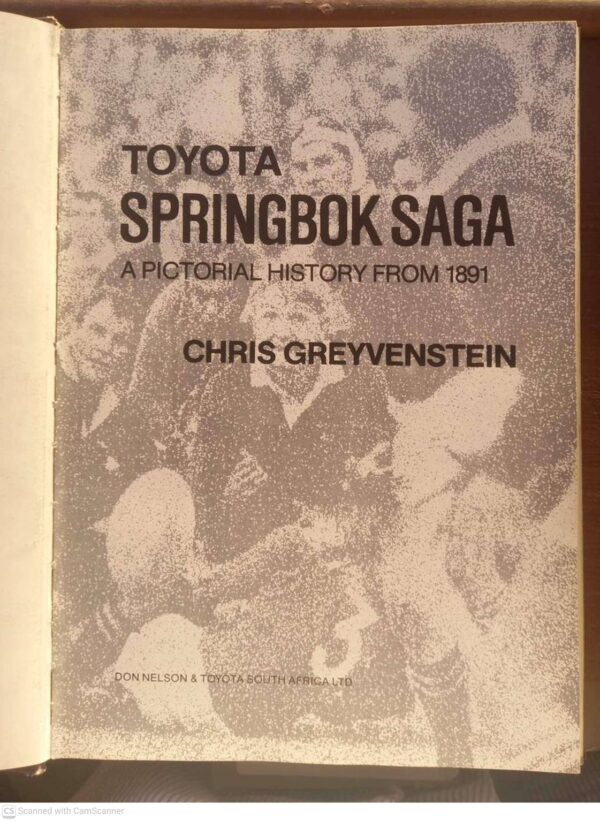 TOYOTA
SPRINGBOK SAGA
A PICTORIAL HISTORY FROM 1891
CHRIS GREYVENSTEIN
3
DON NELSON & TOYOTA SOUTH AFRICA LTD
CS Scanned with CamScanner